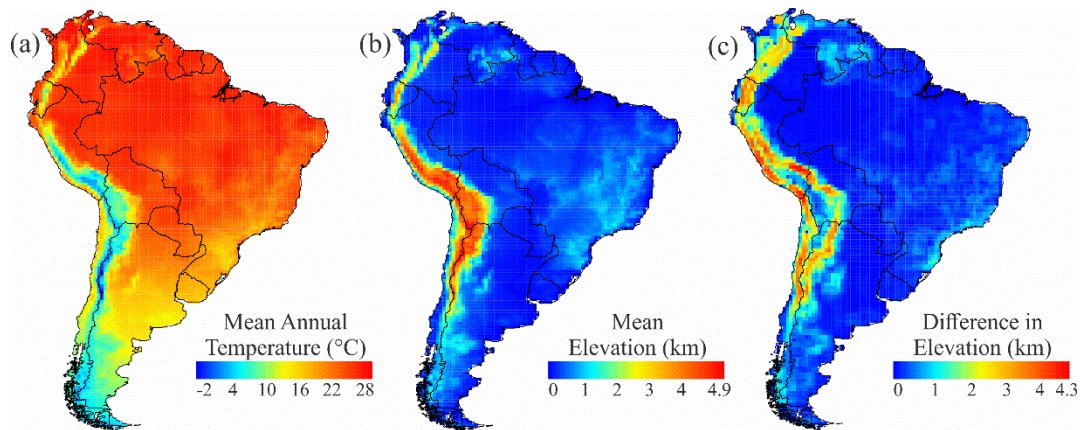 (a)
Mean Annual
Temperature (°C)
-2 4 10 16 22 28
(b)
Mean
Elevation (km)
0 1 2 3 4 4.9
(c)
Difference in
Elevation (km)
0 1 2 3 4.3